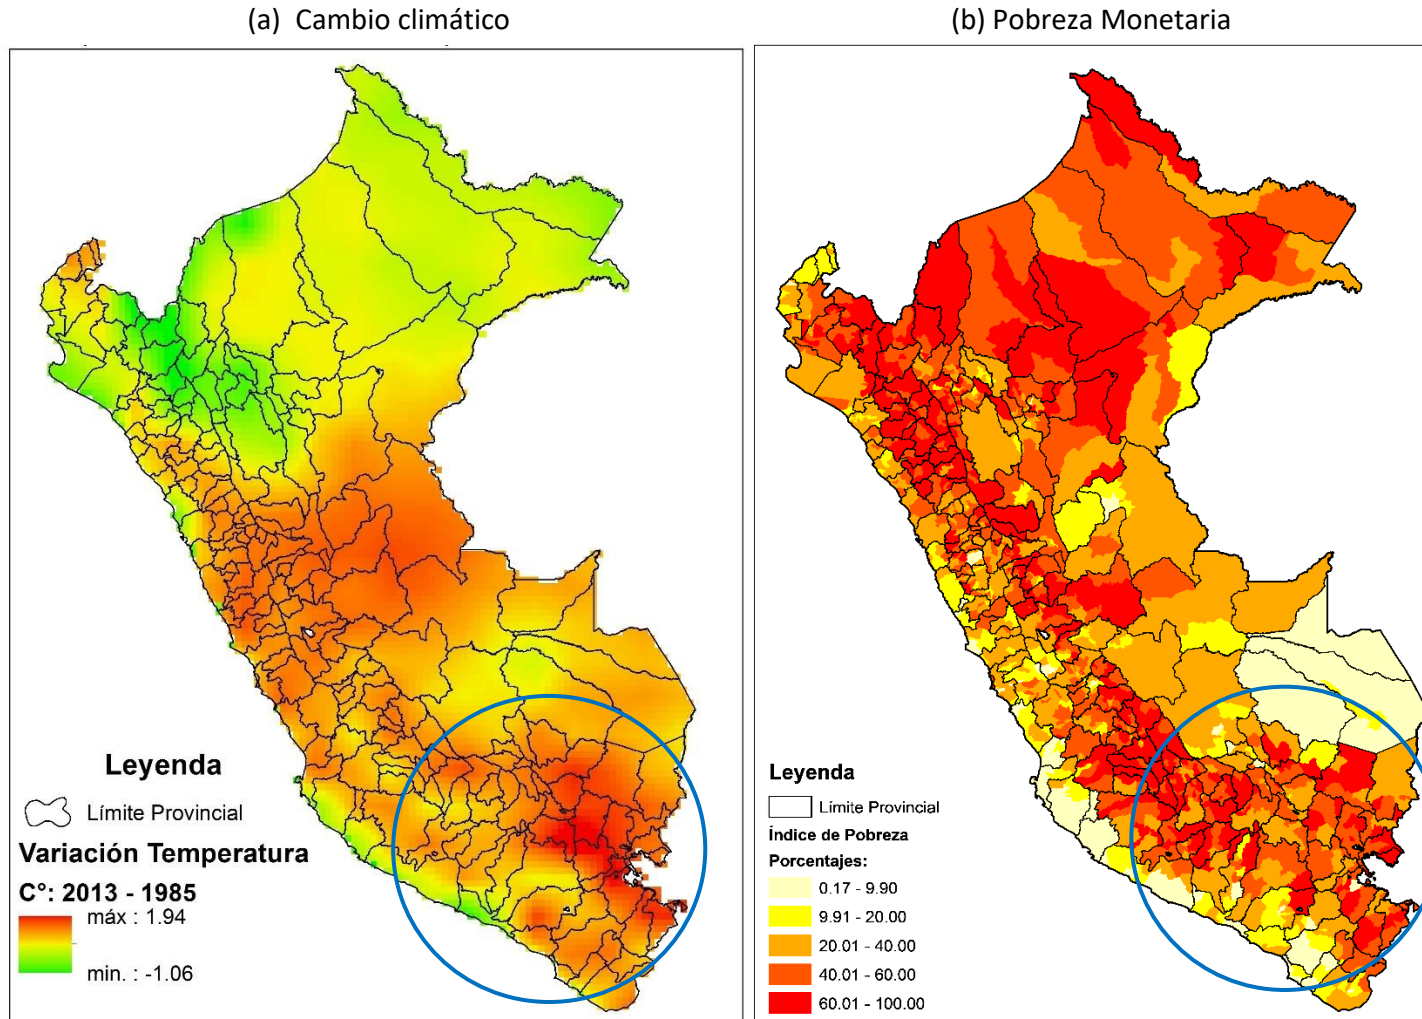 (a) Cambio climático
(b) Pobreza Monetaria
Leyenda
Límite Provincial
Variación Temperatura
C°: 2013 - 1985
máx : 1.94
min. : -1.06
Leyenda
Límite Provincial
Índice de Pobreza
Porcentajes:
0.17 - 9.90
9.91 - 20.00
20.01 - 40.00
40.01 - 60.00
60.01 - 100.00